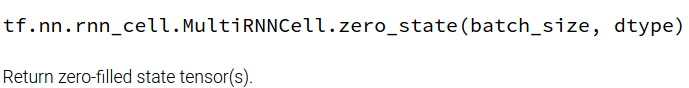 tf.nn.rnn_cell.MultiRNNCell.zero_state(batch_size, dtype)
Return zero-filled state tensor(s).